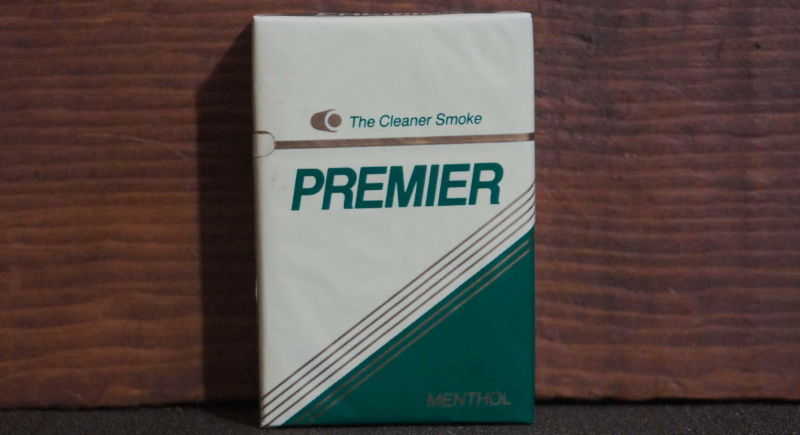 The Cleaner Smoke
PREMIER
MENTHOL